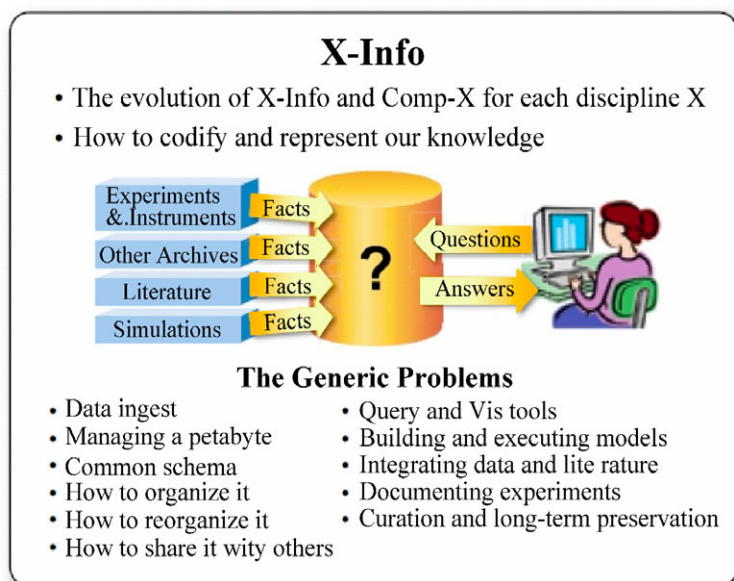 X-Info
• The evolution of X-Info and Comp-X for each discipline X
• How to codify and represent our knowledge
Experiments
&.Instruments
Facts
Other Archives
Facts
Literature
Facts
Simulations
Facts
?
Questions
Answers
The Generic Problems
• Data ingest
• Managing a petabyte
• Common schema
• How to organize it
• How to reorganize it
• How to share it wity others
• Query and Vis tools
• Building and executing models
• Integrating data and lite rature
• Documenting experiments
• Curation and long-term preservation